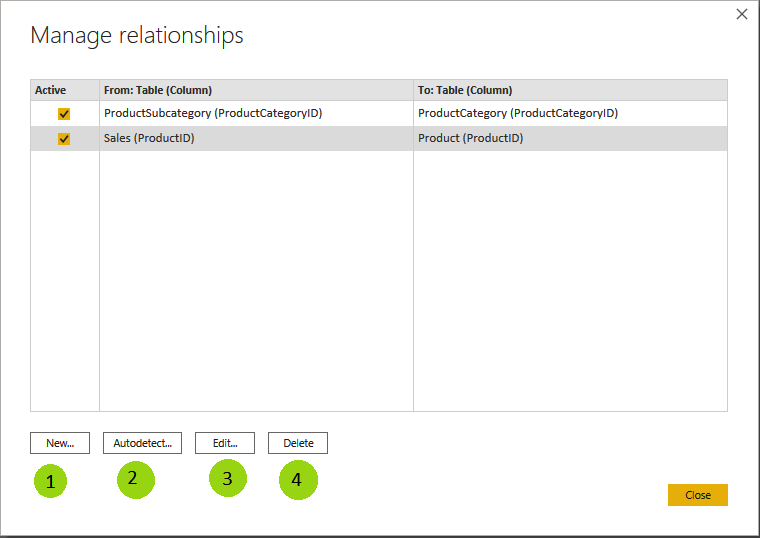 Manage relationships
Active From: Table (Column) To: Table (Column)
ProductSubcategory (ProductCategoryID) ProductCategory (ProductCategoryID)
Sales (ProductID) Product (ProductID)
New... Autodetect... Edit... Delete
1 2 3 4
Close